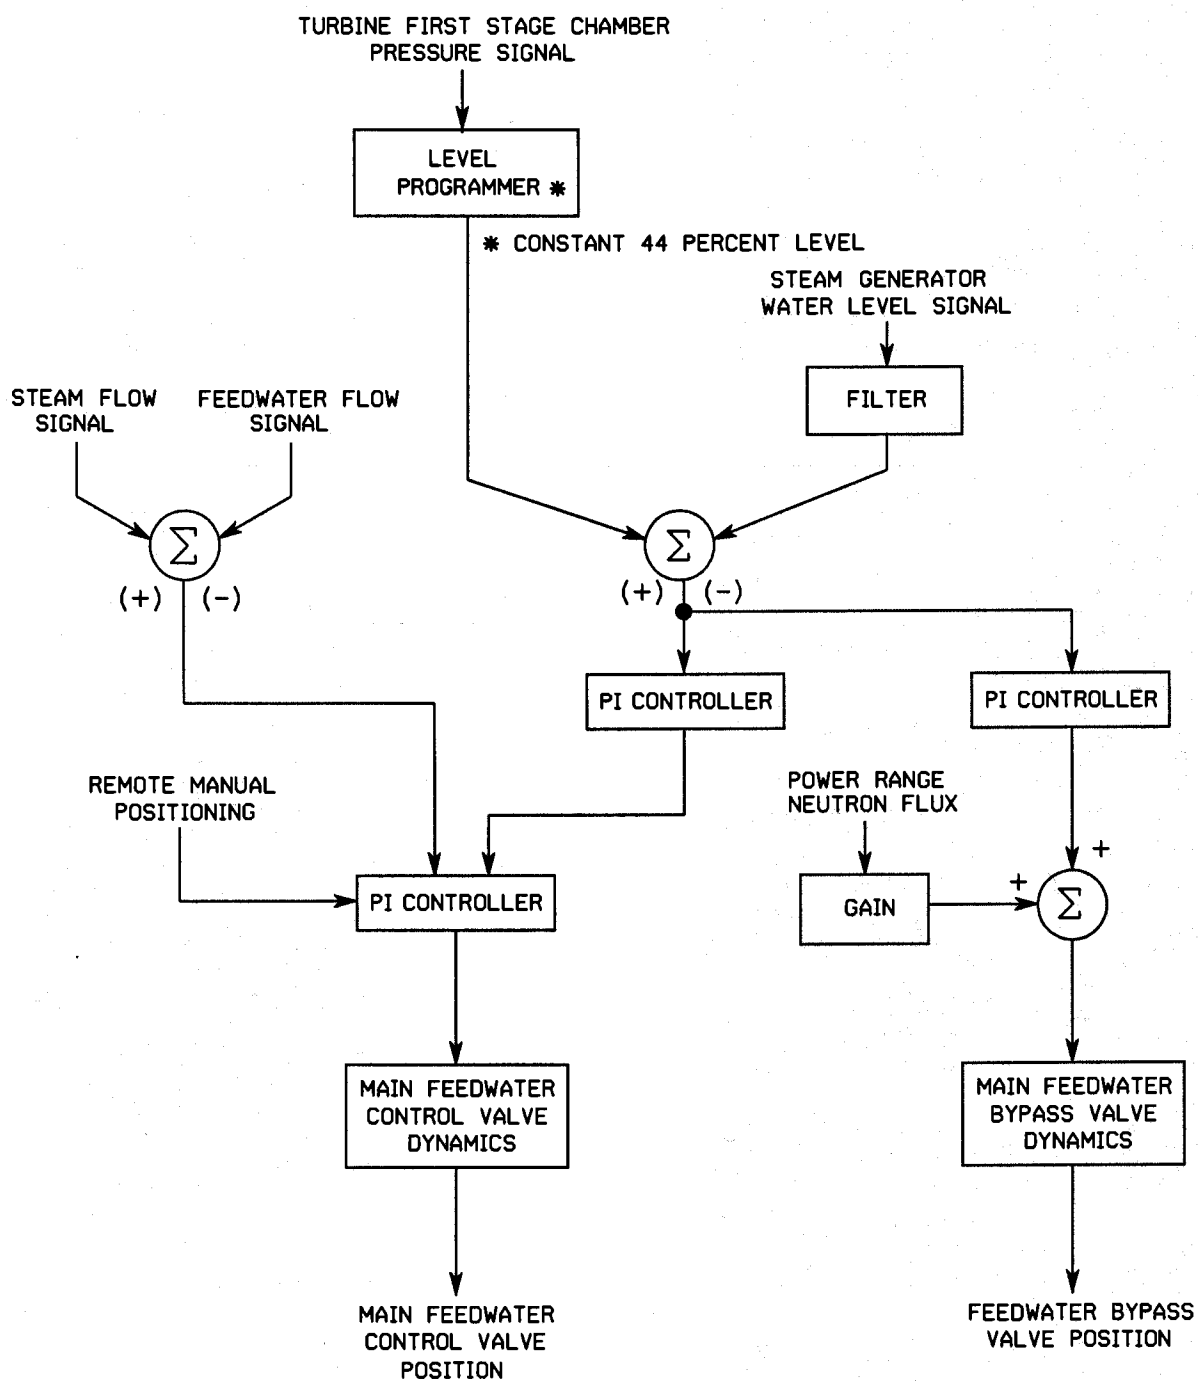 TURBINE FIRST STAGE CHAMBER
PRESSURE SIGNAL
LEVEL
PROGRAMMER *
* CONSTANT 44 PERCENT LEVEL
STEAM GENERATOR
WATER LEVEL SIGNAL
FILTER
STEAM FLOW
SIGNAL
FEEDWATER FLOW
SIGNAL
Σ
(+) (-)
Σ
(+) (-)
PI CONTROLLER
PI CONTROLLER
REMOTE MANUAL
POSITIONING
POWER RANGE
NEUTRON FLUX
PI CONTROLLER
GAIN
+
+
Σ
MAIN FEEDWATER
CONTROL VALVE
DYNAMICS
MAIN FEEDWATER
BYPASS VALVE
DYNAMICS
MAIN FEEDWATER
CONTROL VALVE
POSITION
FEEDWATER BYPASS
VALVE POSITION